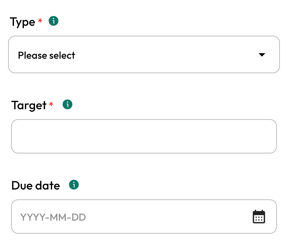 Type *
Please select
Target *
Due date
YYYY-MM-DD